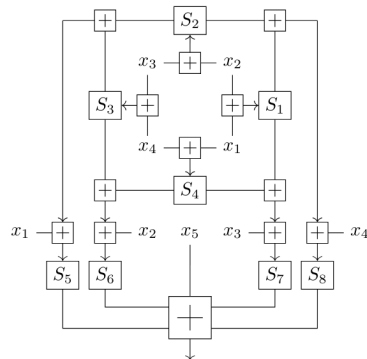 + S₂ +
x₃ + x₂
S₃ + + S₁
x₄ + x₁
+ S₄ +
x₁ + + x₂ x₅ x₃ + + x₄
S₅ S₆ S₇ S₈
+